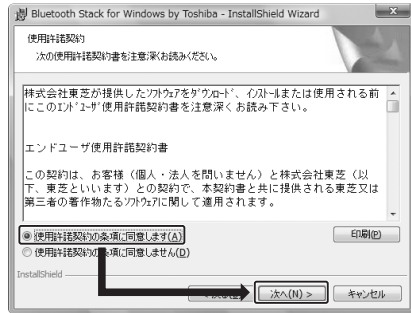 Bluetooth Stack for Windows by Toshiba - InstallShield Wizard
使用許諾契約
次の使用許諾契約書を注意深くお読みください。
株式会社東芝が提供したソフトウェアをダウンロード、インストールまたは使用される前
にこのエンドユーザ使用許諾契約書を注意深くお読み下さい。
エンドユーザ使用許諾契約書
この契約は、お客様（個人・法人を問いません）と株式会社東芝（以
下、東芝といいます）との契約で、本契約書と共に提供される東芝又は
第三者の著作物たるソフトウェアに関して適用されます。
使用許諾契約の条項に同意します(A)
印刷(P)
使用許諾契約の条項に同意しません(D)
InstallShield
次へ(N) >
キャンセル